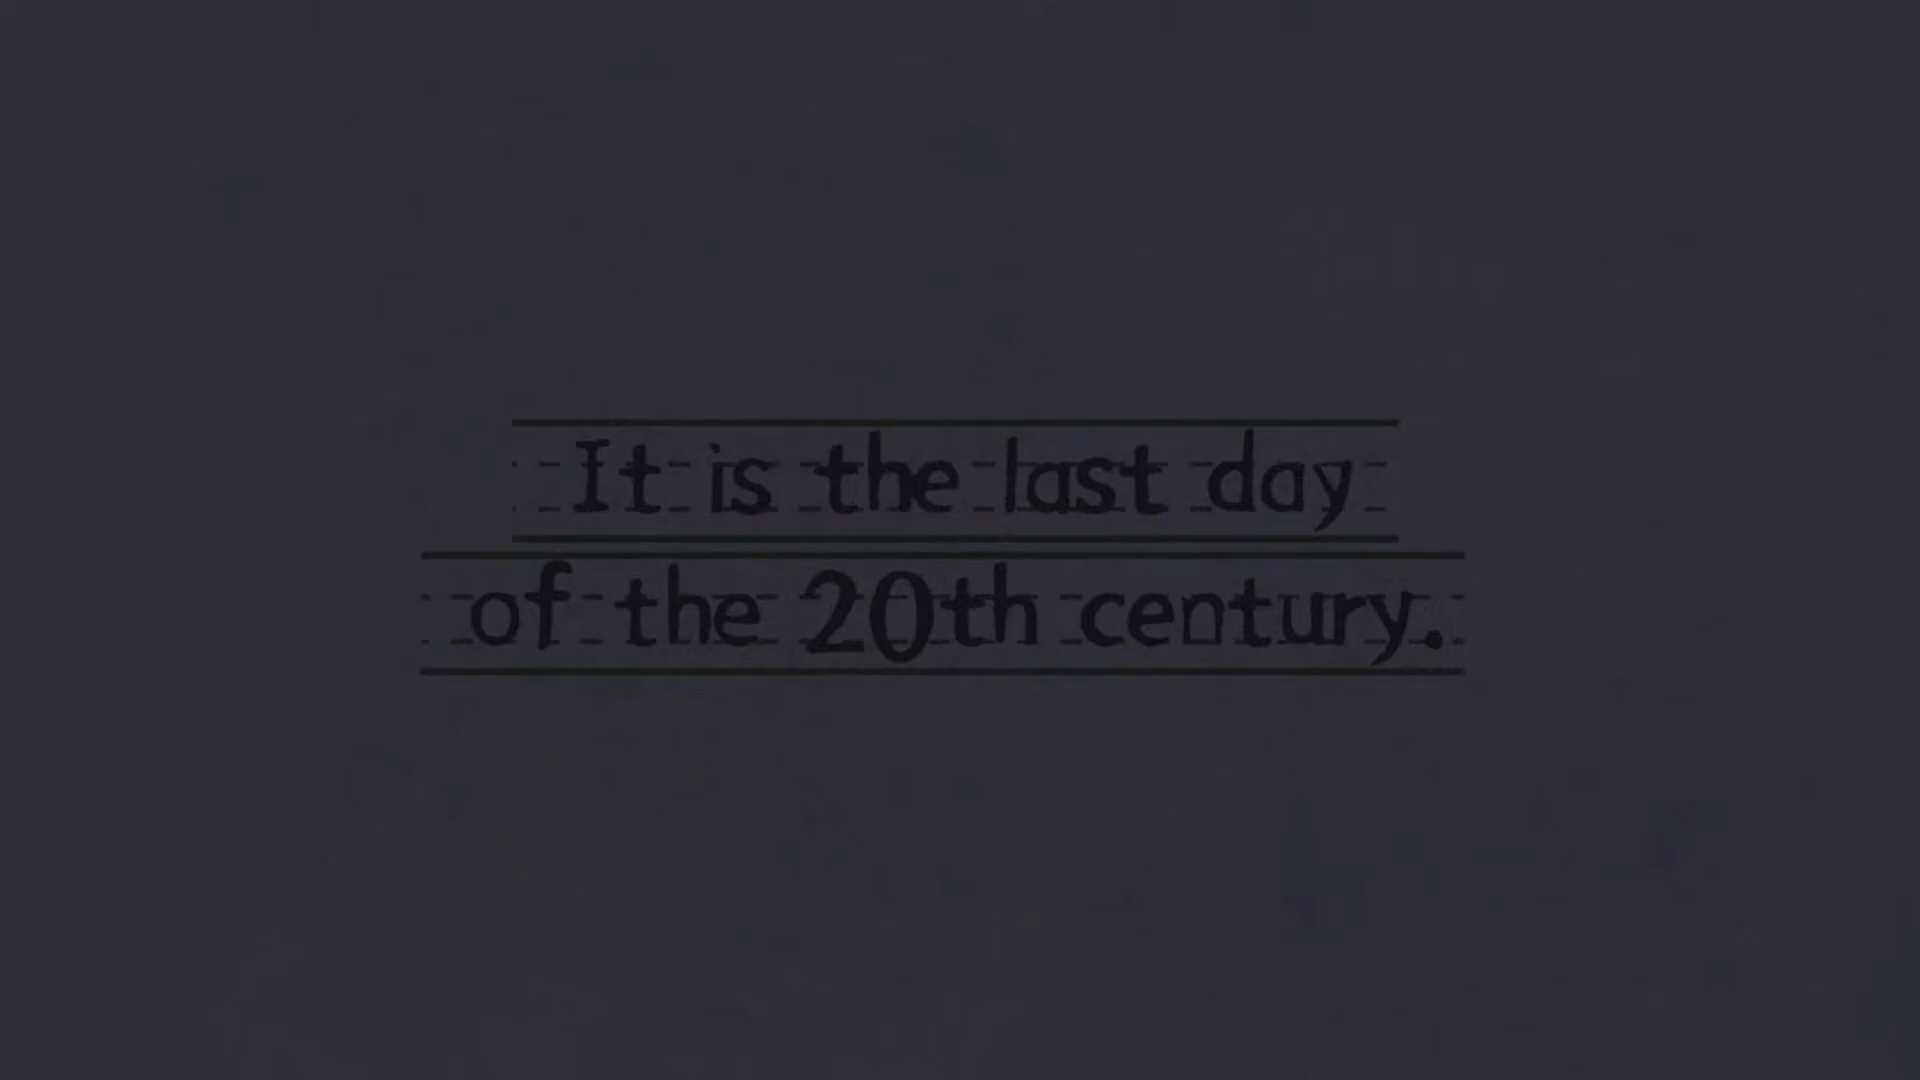 It is the last day
of the 20th century.